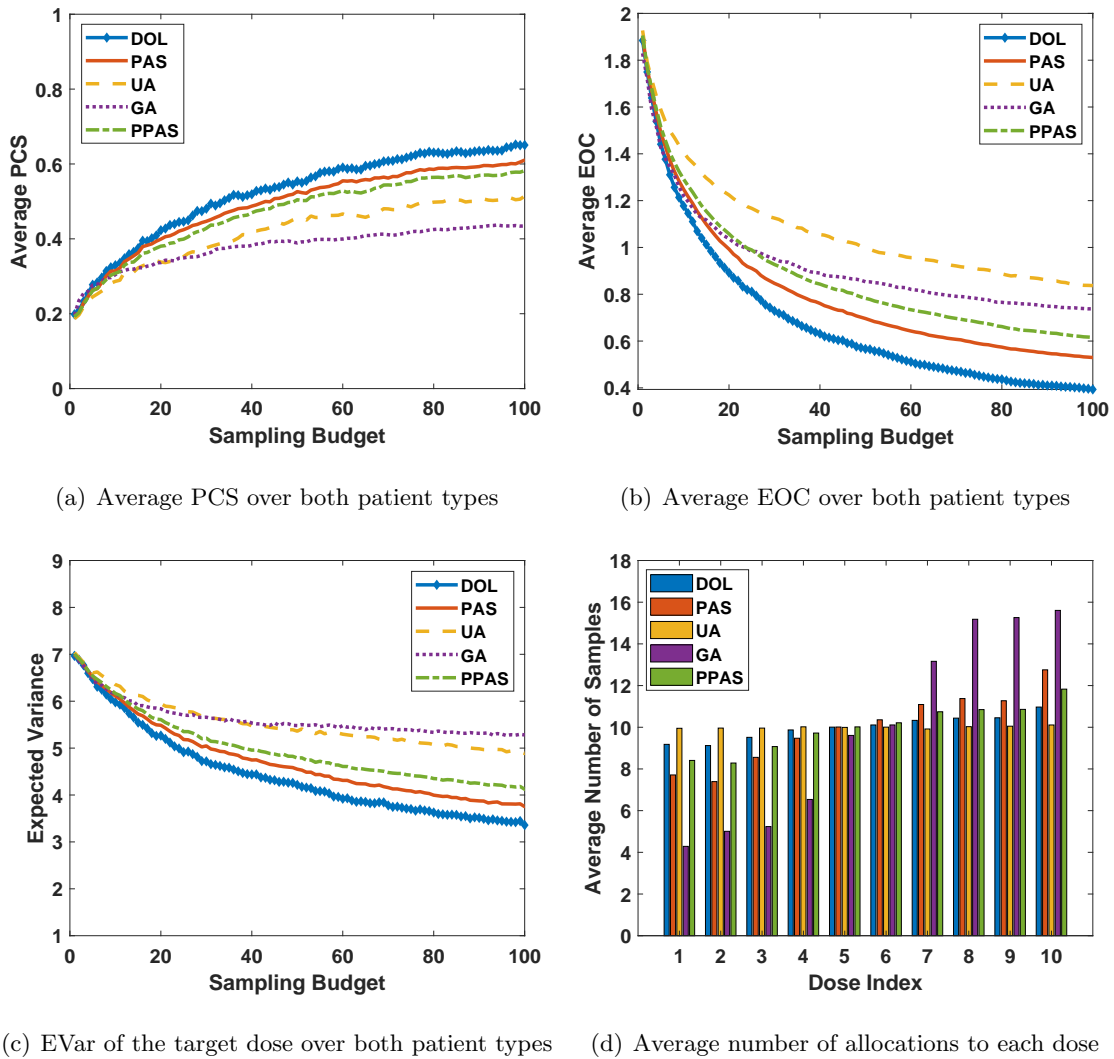 1
0.8
0.6
0.4
0.2
0
Average PCS
0 20 40 60 80 100
Sampling Budget
DOL
PAS
UA
GA
PPAS
(a) Average PCS over both patient types
2
1.8
1.6
1.4
1.2
1
0.8
0.6
0.4
Average EOC
0 20 40 60 80 100
Sampling Budget
DOL
PAS
UA
GA
PPAS
(b) Average EOC over both patient types
9
8
7
6
5
4
3
2
1
Expected Variance
0 20 40 60 80 100
Sampling Budget
DOL
PAS
UA
GA
PPAS
(c) EVar of the target dose over both patient types
18
16
14
12
10
8
6
4
2
0
Average Number of Samples
1 2 3 4 5 6 7 8 9 10
Dose Index
DOL
PAS
UA
GA
PPAS
(d) Average number of allocations to each dose